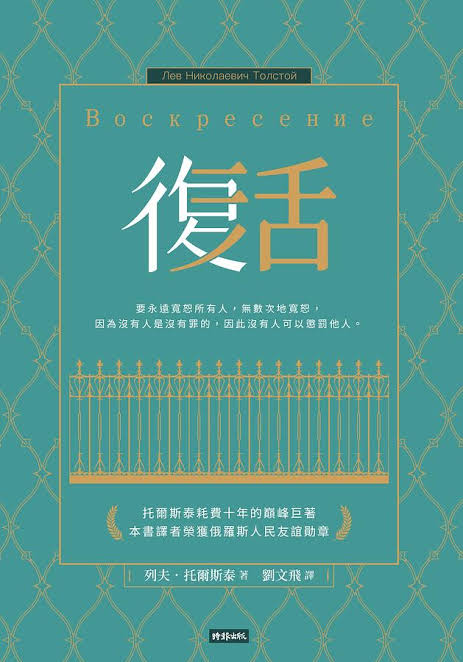 Лев Николаевич Толстой
Воскресение
復活
要永遠寬恕所有人，無數次地寬恕，
因為沒有人是沒有罪的，因此沒有人可以懲罰他人。
托爾斯泰耗費十年的巔峰巨著
本書譯者榮獲俄羅斯人民友誼勛章
列夫・托爾斯泰 著 劉文飛 譯
時報出版